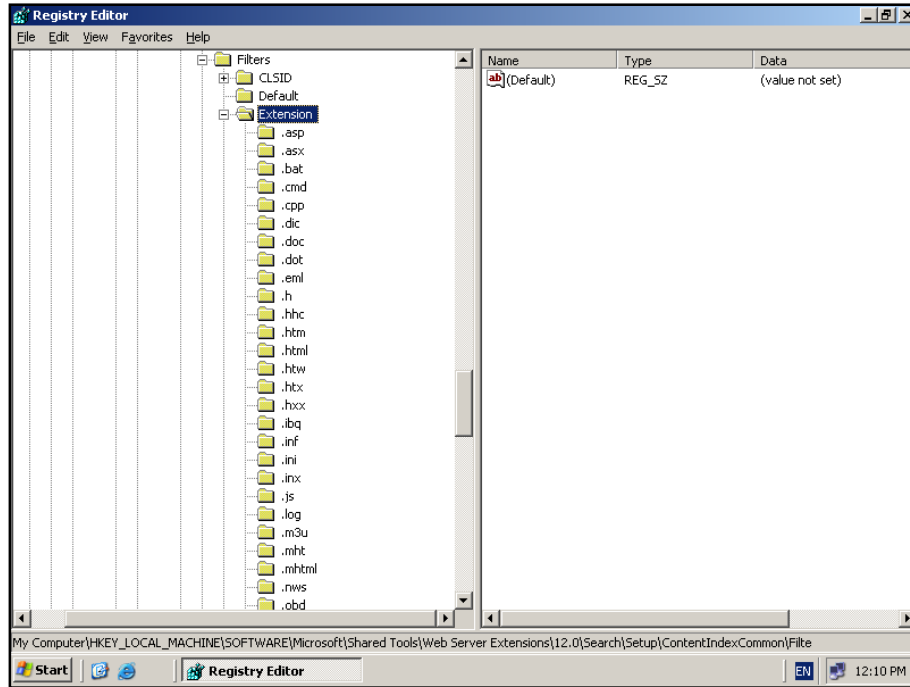 Registry Editor
File Edit View Favorites Help
Filters
CLSID
Default
Extension
.asp
.asx
.bat
.cmd
.cpp
.dic
.doc
.dot
.eml
.h
.hhc
.htm
.html
.htw
.htx
.hxx
.ibq
.inf
.ini
.inx
.js
.log
.m3u
.mht
.mhtml
.nws
.obd
Name Type Data
ab (Default) REG_SZ (value not set)
My Computer\HKEY_LOCAL_MACHINE\SOFTWARE\Microsoft\Shared Tools\Web Server Extensions\12.0\Search\Setup\ContentIndexCommon\Filte
Start Registry Editor EN 12:10 PM